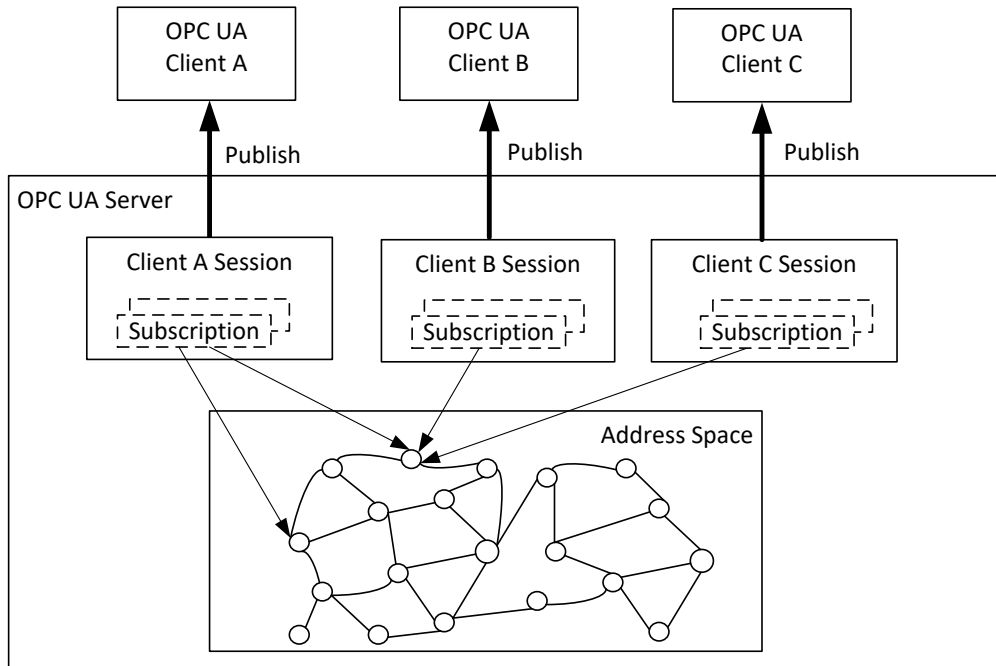 OPC UA
Client A
OPC UA
Client B
OPC UA
Client C
Publish
Publish
Publish
OPC UA Server
Client A Session
Client B Session
Client C Session
Subscription
Subscription
Subscription
Address Space